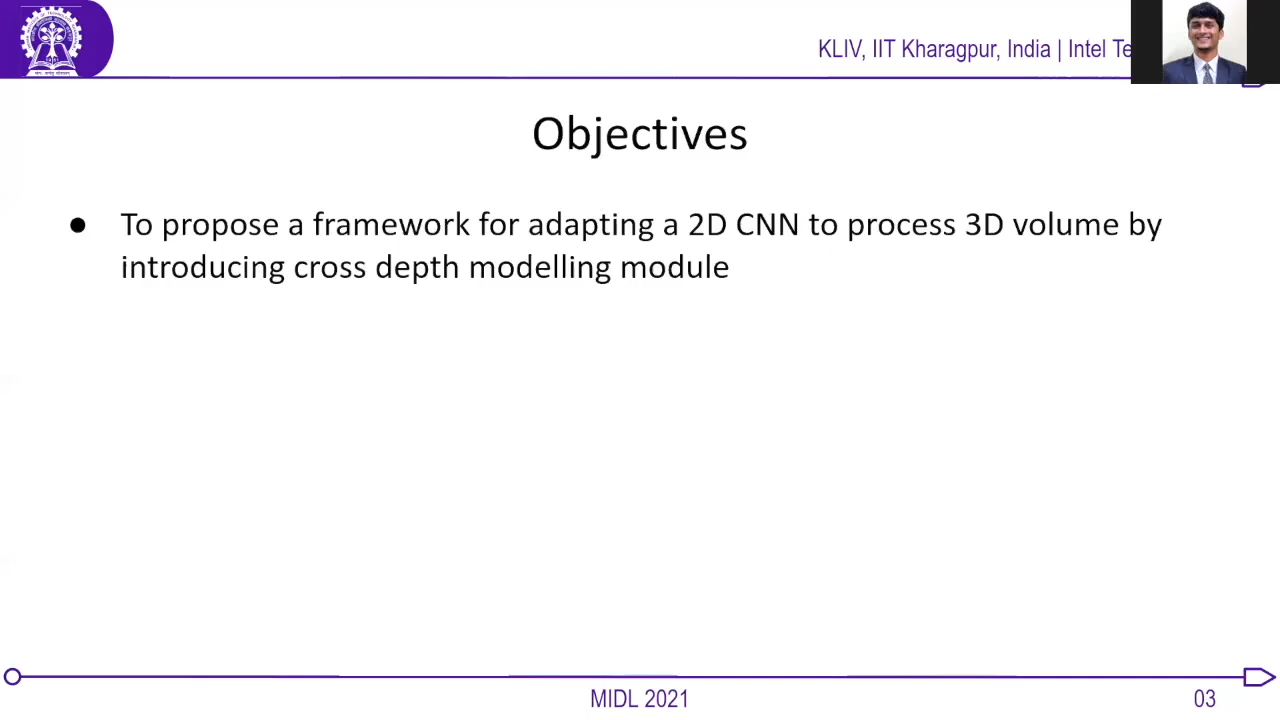 KLIV, IIT Kharagpur, India | Intel
Objectives
● To propose a framework for adapting a 2D CNN to process 3D volume by
introducing cross depth modelling module
MIDL 2021
03